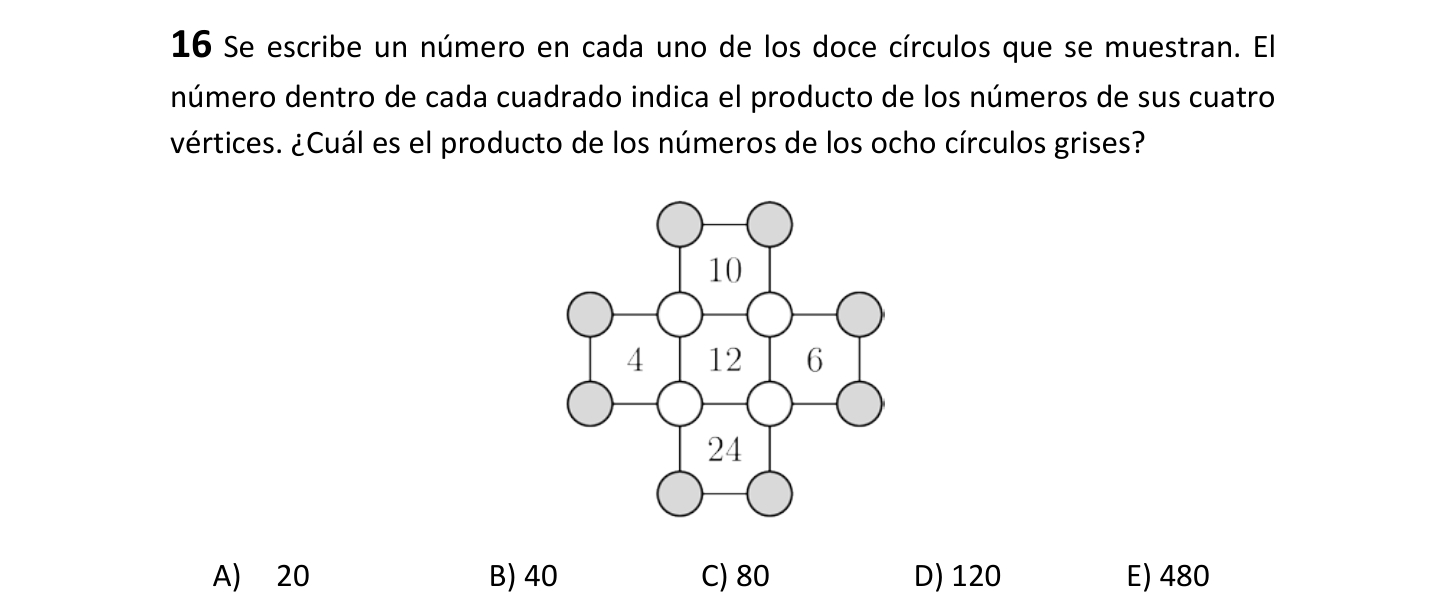 16 Se escribe un número en cada uno de los doce círculos que se muestran. El
número dentro de cada cuadrado indica el producto de los números de sus cuatro
vértices. ¿Cuál es el producto de los números de los ocho círculos grises?
10
4 12 6
24
A) 20 B) 40 C) 80 D) 120 E) 480